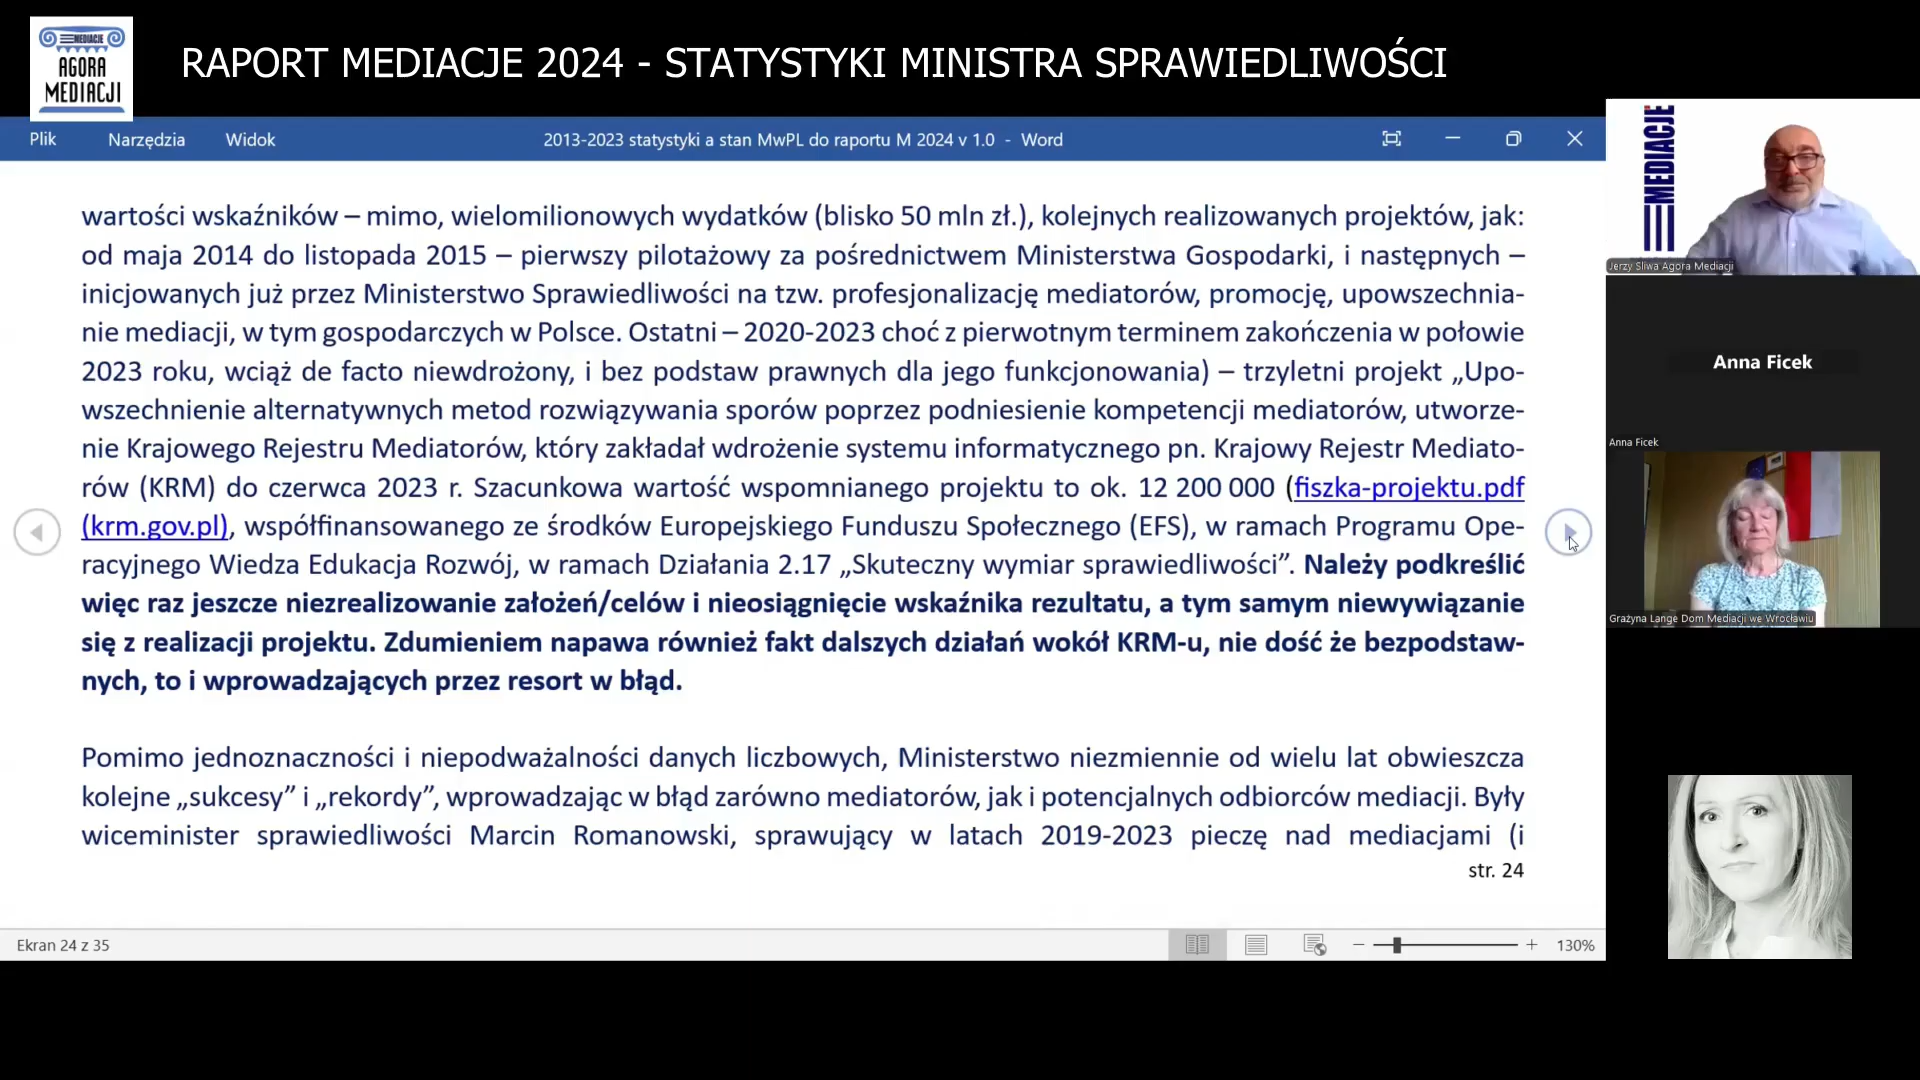 MEDIACJE
AGORA
MEDIACJI
RAPORT MEDIACJE 2024 - STATYSTYKI MINISTRA SPRAWIEDLIWOŚCI
Plik Narzędzia Widok 2013-2023 statystyki a stan MwPL do raportu M 2024 v 1.0 - Word
wartości wskaźników – mimo, wielomilionowych wydatków (blisko 50 mln zł.), kolejnych realizowanych projektów, jak:
od maja 2014 do listopada 2015 – pierwszy pilotażowy za pośrednictwem Ministerstwa Gospodarki, i następnych –
inicjowanych już przez Ministerstwo Sprawiedliwości na tzw. profesjonalizację mediatorów, promocję, upowszechnia-
nie mediacji, w tym gospodarczych w Polsce. Ostatni – 2020-2023 choć z pierwotnym terminem zakończenia w połowie
2023 roku, wciąż de facto niewdrożony, i bez podstaw prawnych dla jego funkcjonowania) – trzyletni projekt „Upo-
wszechnienie alternatywnych metod rozwiązywania sporów poprzez podniesienie kompetencji mediatorów, utworze-
nie Krajowego Rejestru Mediatorów, który zakładał wdrożenie systemu informatycznego pn. Krajowy Rejestr Mediato-
rów (KRM) do czerwca 2023 r. Szacunkowa wartość wspomnianego projektu to ok. 12 200 000 (fiszka-projektu.pdf
(krm.gov.pl), współfinansowanego ze środków Europejskiego Funduszu Społecznego (EFS), w ramach Programu Ope-
racyjnego Wiedza Edukacja Rozwój, w ramach Działania 2.17 „Skuteczny wymiar sprawiedliwości”. Należy podkreślić
więc raz jeszcze niezrealizowanie założeń/celów i nieosiągnięcie wskaźnika rezultatu, a tym samym niewywiązanie
się z realizacji projektu. Zdumieniem napawa również fakt dalszych działań wokół KRM-u, nie dość że bezpodstaw-
nych, to i wprowadzających przez resort w błąd.
Pomimo jednoznaczności i niepodważalności danych liczbowych, Ministerstwo niezmiennie od wielu lat obwieszcza
kolejne „sukcesy” i „rekordy”, wprowadzając w błąd zarówno mediatorów, jak i potencjalnych odbiorców mediacji. Były
wiceminister sprawiedliwości Marcin Romanowski, sprawujący w latach 2019-2023 pieczę nad mediacjami (i
str. 24
Ekran 24 z 35
130%
MEDIACJE
Jerzy Śliwa Agora Mediacji
Anna Ficek
Anna Ficek
Grażyna Lange Dom Mediacji we Wrocławiu